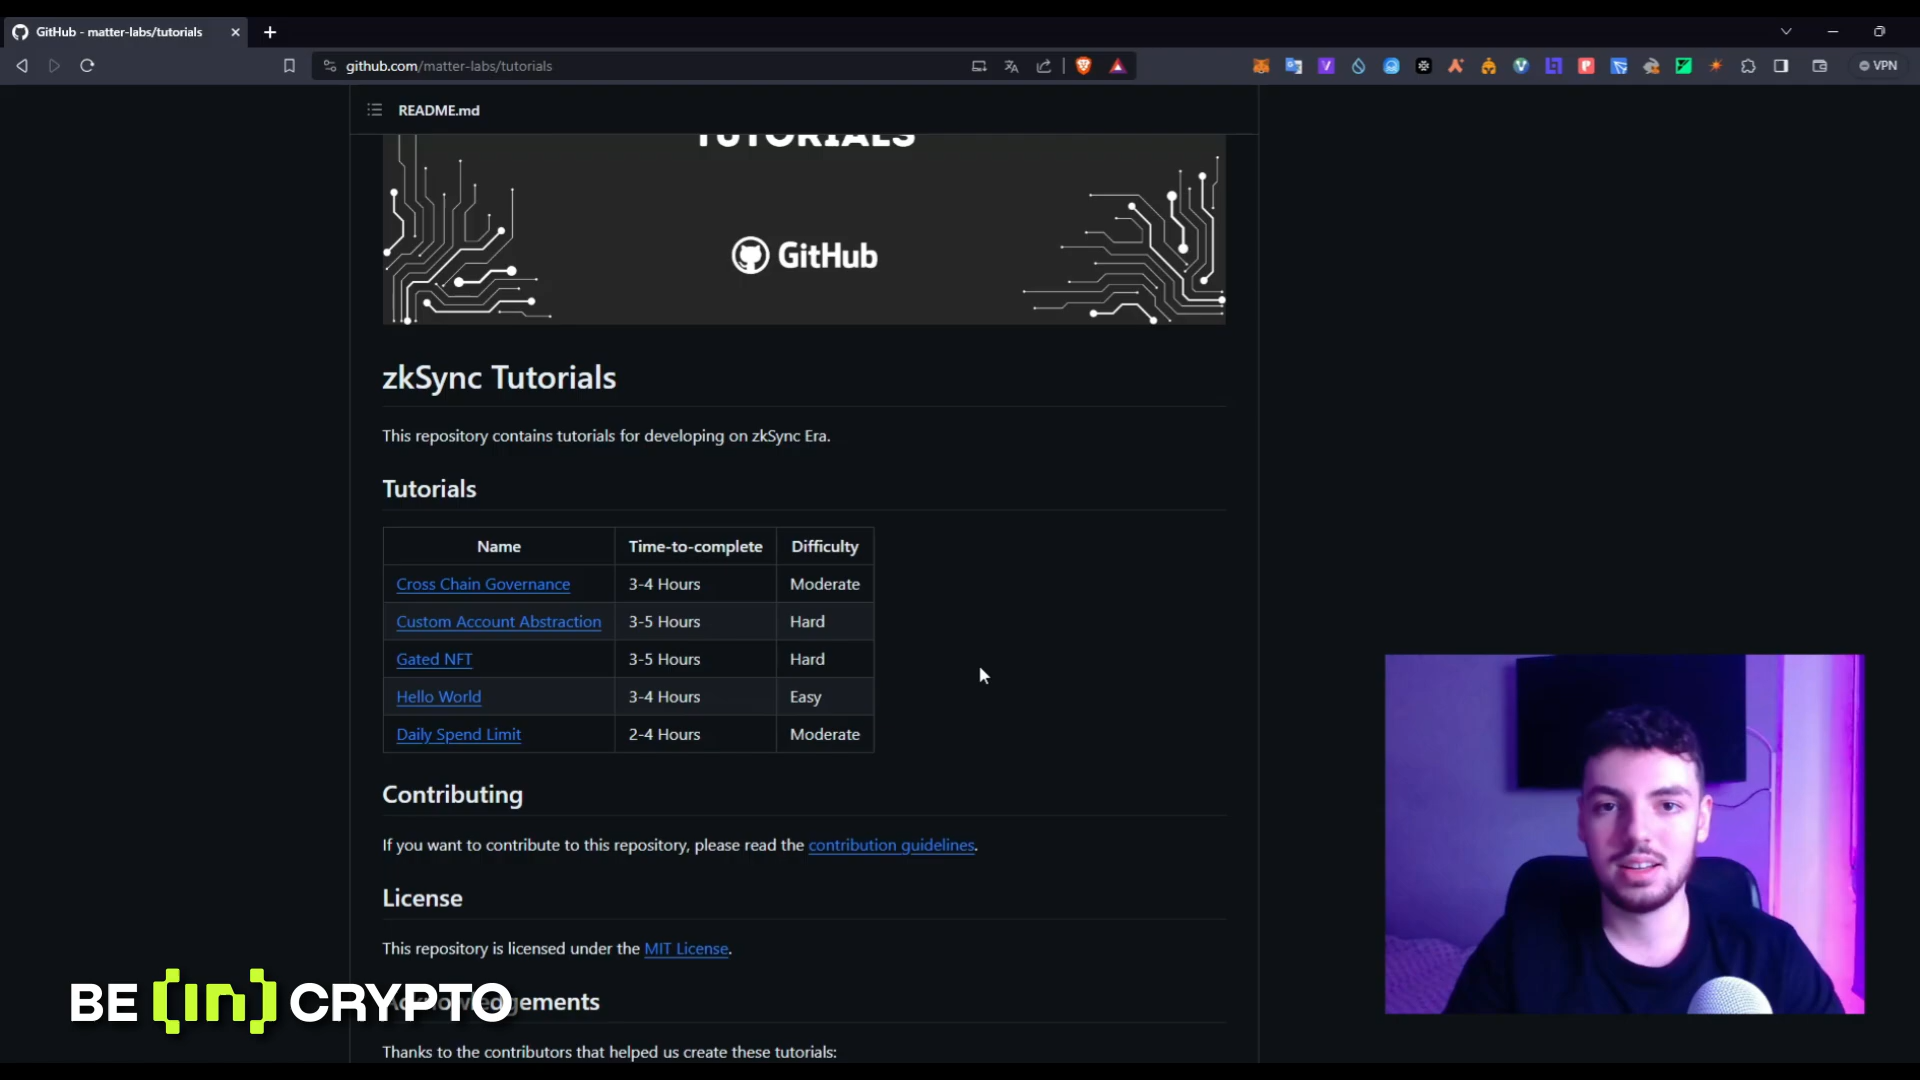 GitHub - matter-labs/tutorials
github.com/matter-labs/tutorials
VPN
README.md
TUTORIALS
GitHub
zkSync Tutorials
This repository contains tutorials for developing on zkSync Era.
Tutorials
Name Time-to-complete Difficulty
Cross Chain Governance 3-4 Hours Moderate
Custom Account Abstraction 3-5 Hours Hard
Gated NFT 3-5 Hours Hard
Hello World 3-4 Hours Easy
Daily Spend Limit 2-4 Hours Moderate
Contributing
If you want to contribute to this repository, please read the contribution guidelines.
License
This repository is licensed under the MIT License.
Acknowledgements
BE [IN] CRYPTO
Thanks to the contributors that helped us create these tutorials: